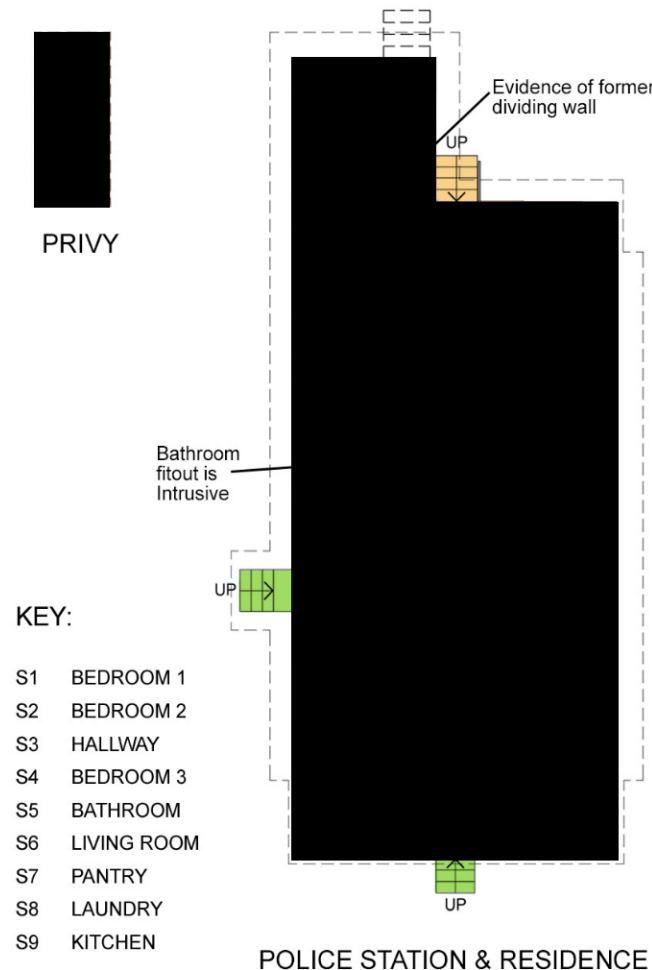 Evidence of former
dividing wall
UP
PRIVY
Bathroom
fitout is
Intrusive
UP
KEY:
S1 BEDROOM 1
S2 BEDROOM 2
S3 HALLWAY
S4 BEDROOM 3
S5 BATHROOM
S6 LIVING ROOM
S7 PANTRY
S8 LAUNDRY
S9 KITCHEN
UP
POLICE STATION & RESIDENCE